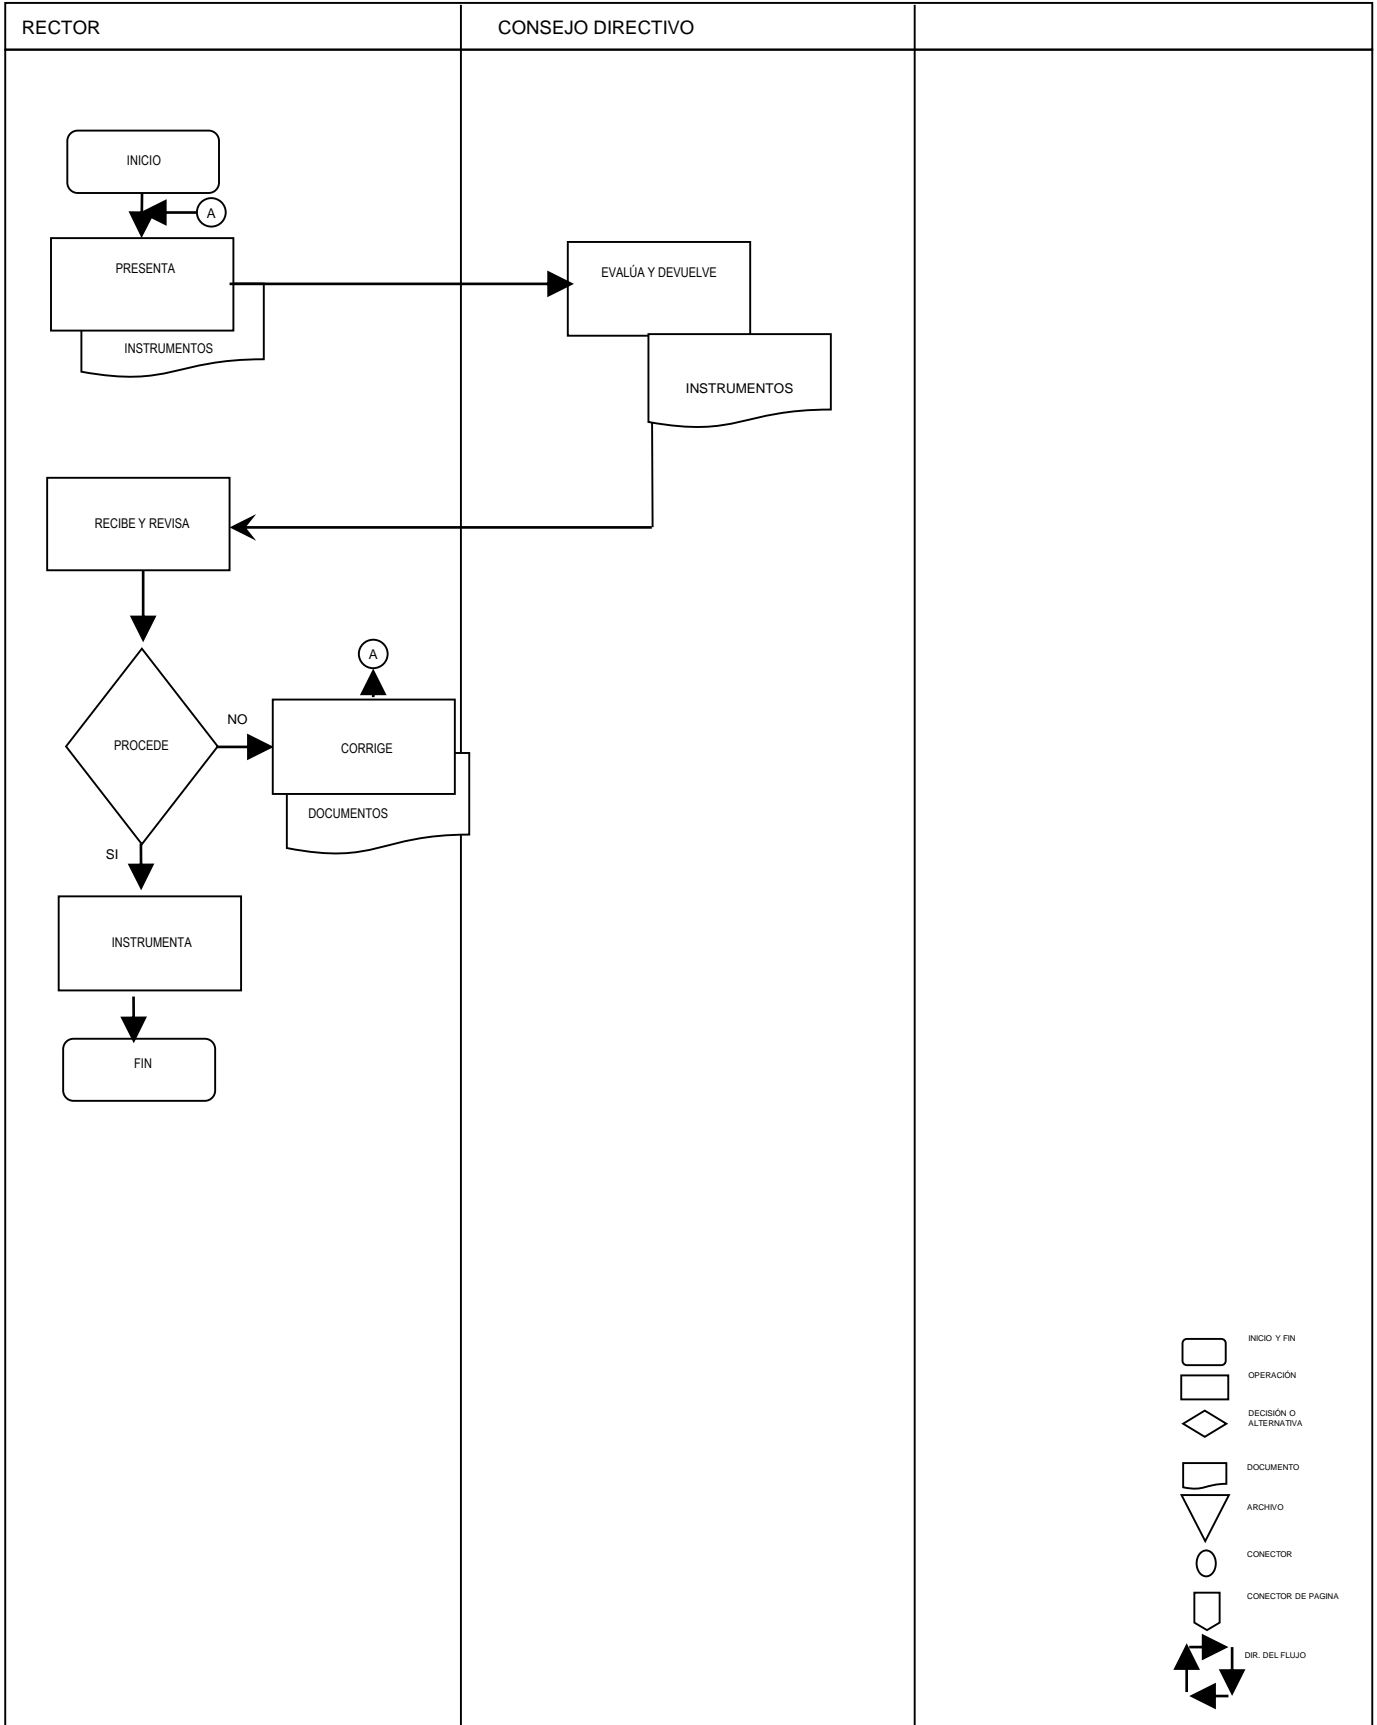 RECTOR
CONSEJO DIRECTIVO
INICIO
A
PRESENTA
EVALÚA Y DEVUELVE
INSTRUMENTOS
INSTRUMENTOS
RECIBE Y REVISA
A
NO
PROCEDE
CORRIGE
DOCUMENTOS
SI
INSTRUMENTA
FIN
INICIO Y FIN
OPERACIÓN
DECISIÓN O
ALTERNATIVA
DOCUMENTO
ARCHIVO
CONECTOR
CONECTOR DE PAGINA
DIR. DEL FLUJO